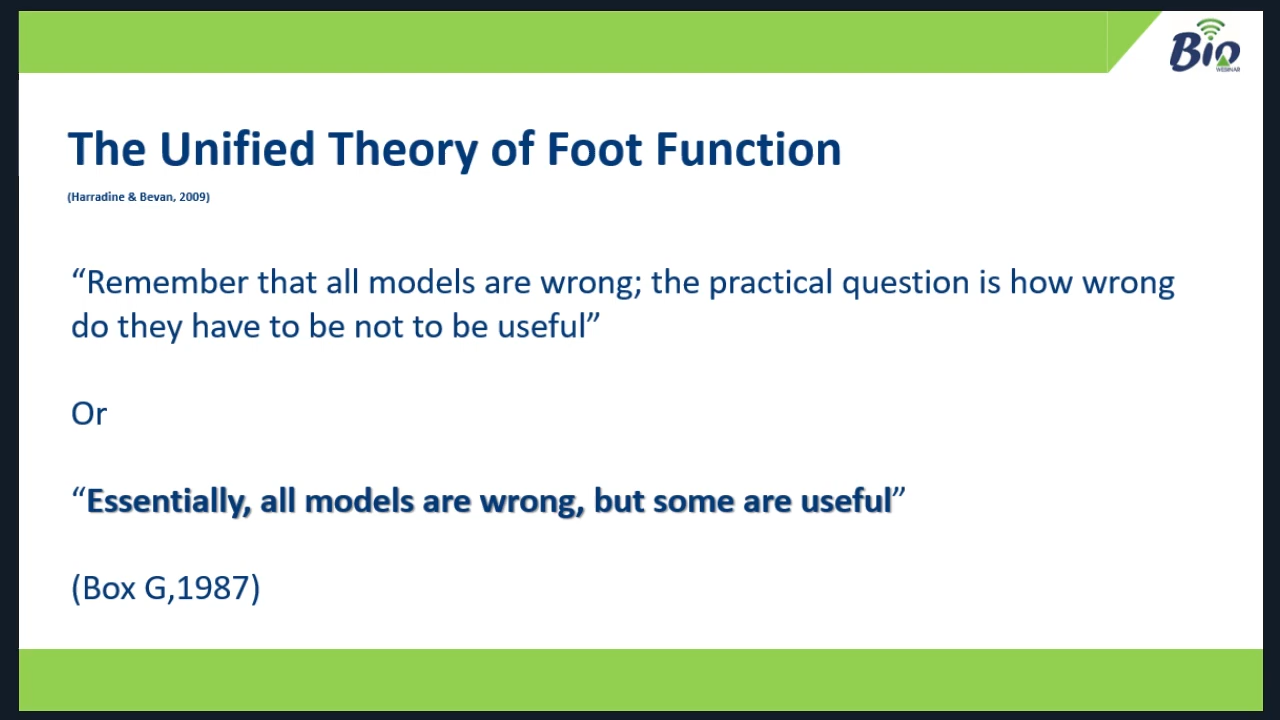 Bio
WEBINAR
The Unified Theory of Foot Function
(Harradine & Bevan, 2009)
“Remember that all models are wrong; the practical question is how wrong
do they have to be not to be useful”
Or
“Essentially, all models are wrong, but some are useful”
(Box G,1987)